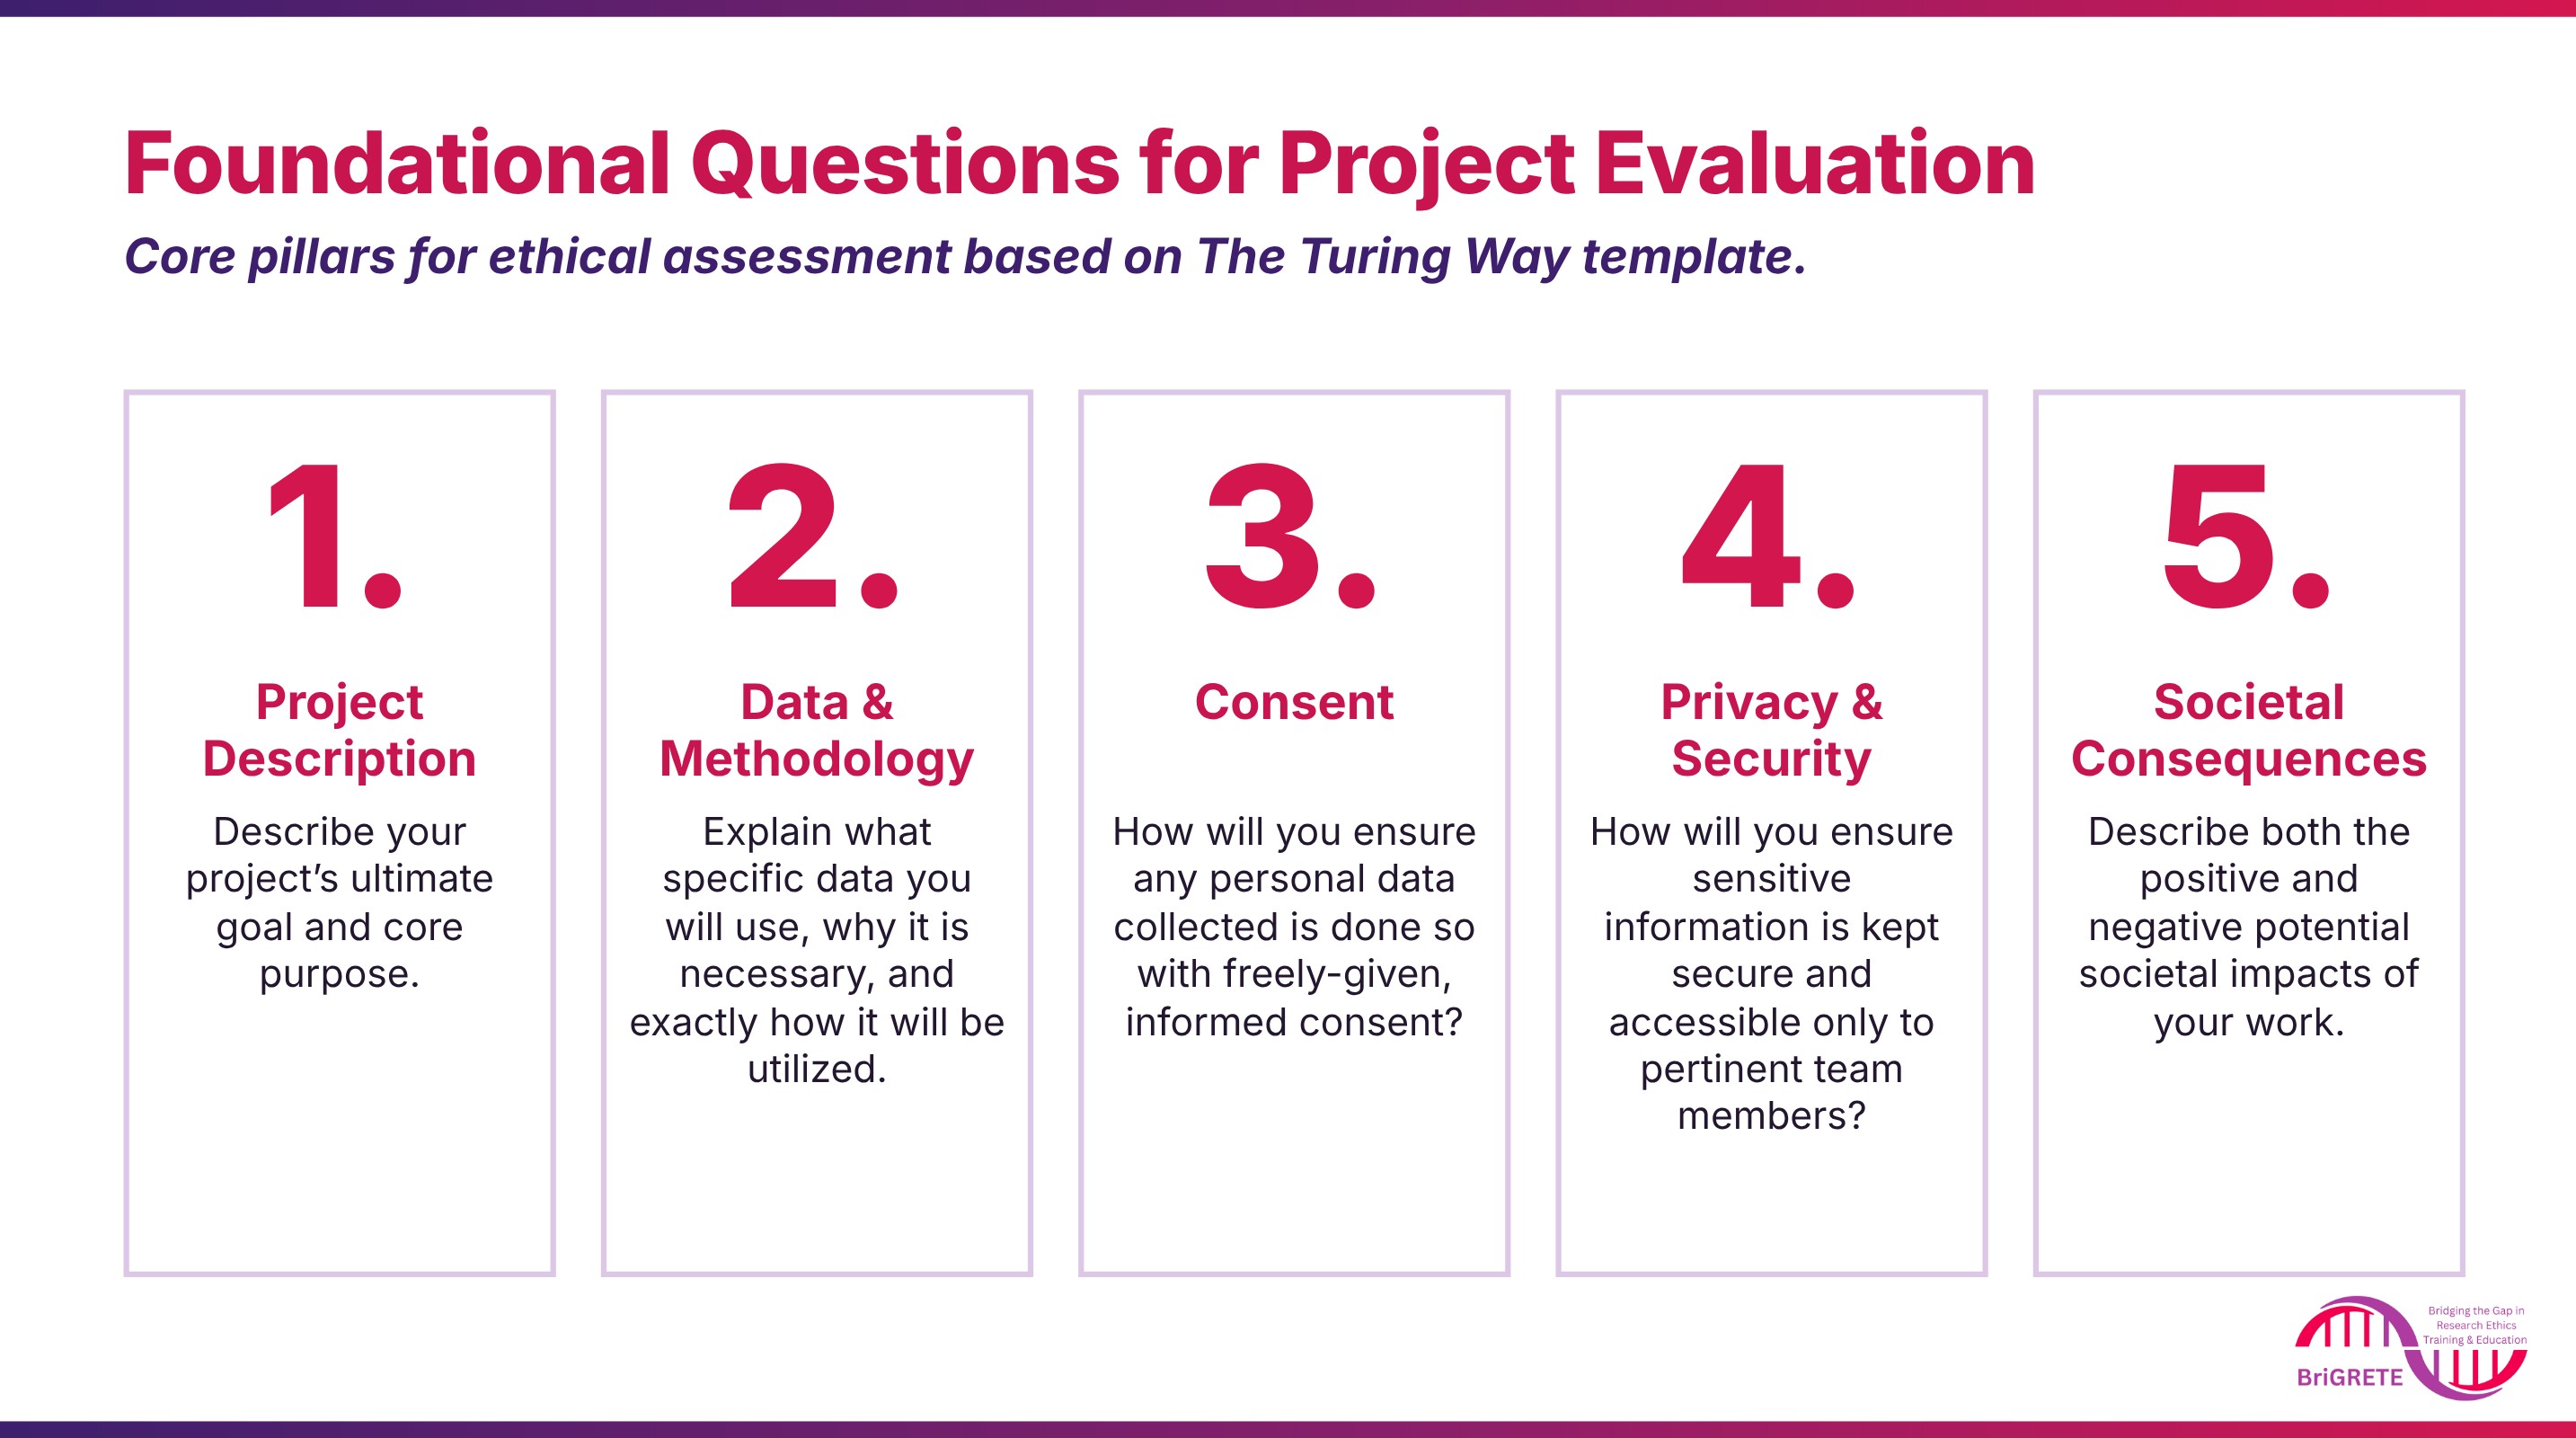 Foundational Questions for Project Evaluation
Core pillars for ethical assessment based on The Turing Way template.
1.
Project
Description
Describe your
project’s ultimate
goal and core
purpose.
2.
Data &
Methodology
Explain what
specific data you
will use, why it is
necessary, and
exactly how it will be
utilized.
3.
Consent
How will you ensure
any personal data
collected is done so
with freely-given,
informed consent?
4.
Privacy &
Security
How will you ensure
sensitive
information is kept
secure and
accessible only to
pertinent team
members?
5.
Societal
Consequences
Describe both the
positive and
negative potential
societal impacts of
your work.
Bridging the Gap in
Research Ethics
Training & Education
BriGRETE